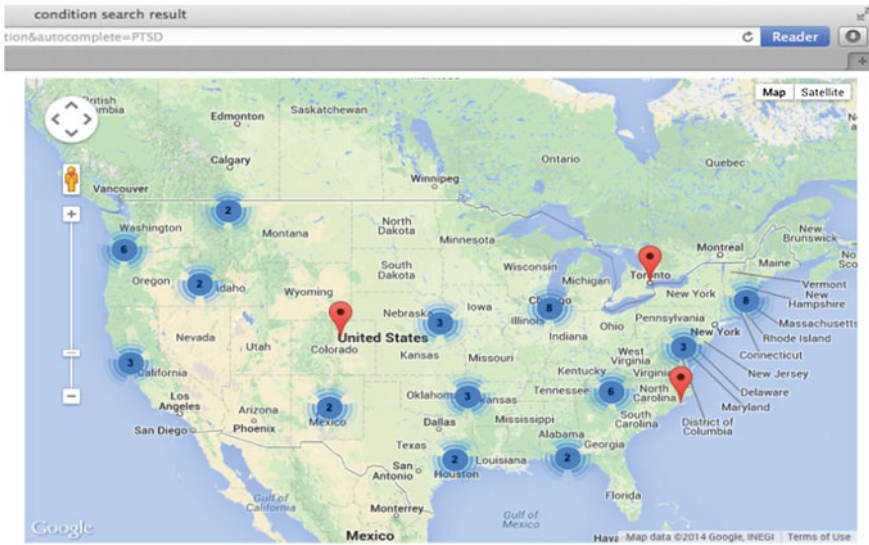 condition search result
tion&autocomplete=PTSD
Reader
Map Satellite
British
mbia
Edmonton
Saskatchewan
Calgary
Ontario
Quebec
Winnipeg
Vancouver
2
Washington
Montana
North
Dakota
Minnesota
Montreal
New
Brunswick
6
Maine
Toronto
Oregon
2
Idaho
South
Dakota
Wisconsin
Michigan
Vermont
Wyoming
New York
New
Hampshire
8
Iowa
8
Nebraska
3
Illinois
Massachusetts
Nevada
United States
Indiana
Ohio
Pennsylvania
New York
Rhode Island
Utah
Colorado
Kansas
Missouri
West
Virginia
3
Connecticut
3
California
Kentucky
Virginia
New Jersey
Los
Angeles
Oklahoma
3
Arkansas
Tennessee
6
North
Carolina
Delaware
Maryland
2
Mexico
Arizona
Phoenix
San Diego
Dallas
Mississippi
South
Carolina
District of
Columbia
Alabama
Georgia
Texas
San
Antonio
2
Houston
Louisiana
2
Gulf of
California
Florida
Monterrey
Gulf of
Mexico
Google
Mexico
Hava
Map data ©2014 Google, INEGI
Terms of Use